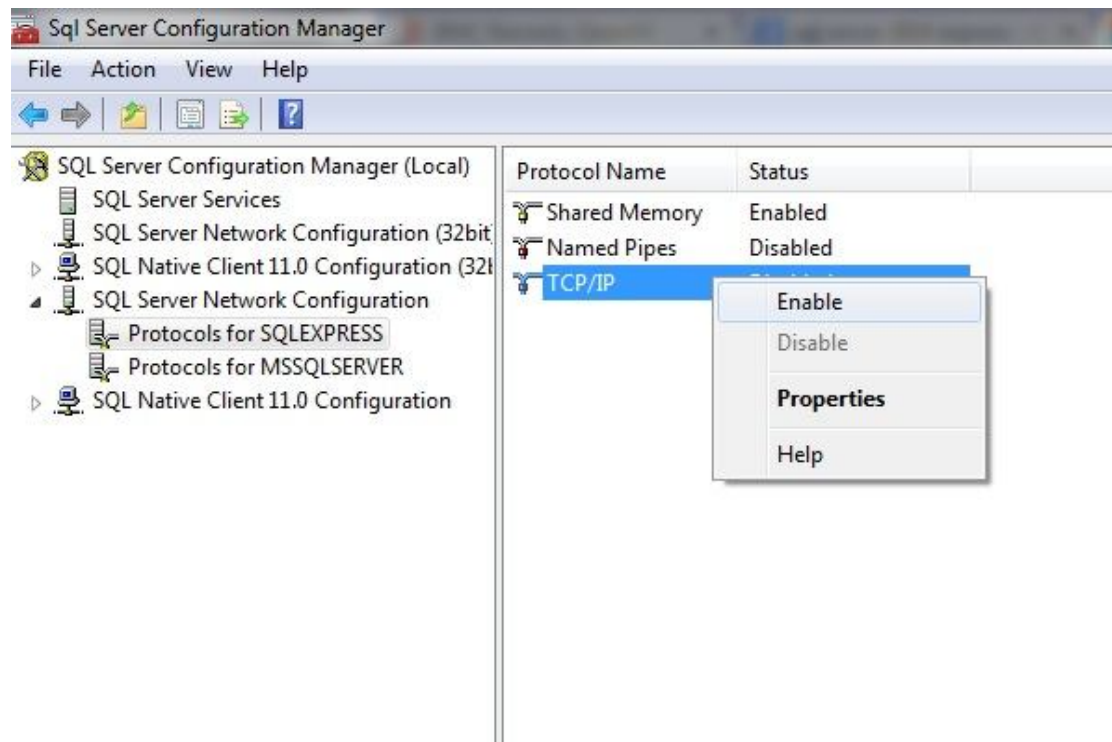 Sql Server Configuration Manager
File Action View Help
SQL Server Configuration Manager (Local)
SQL Server Services
SQL Server Network Configuration (32bit
SQL Native Client 11.0 Configuration (32b
SQL Server Network Configuration
Protocols for SQLEXPRESS
Protocols for MSSQLSERVER
SQL Native Client 11.0 Configuration
Protocol Name Status
Shared Memory Enabled
Named Pipes Disabled
TCP/IP
Enable
Disable
Properties
Help